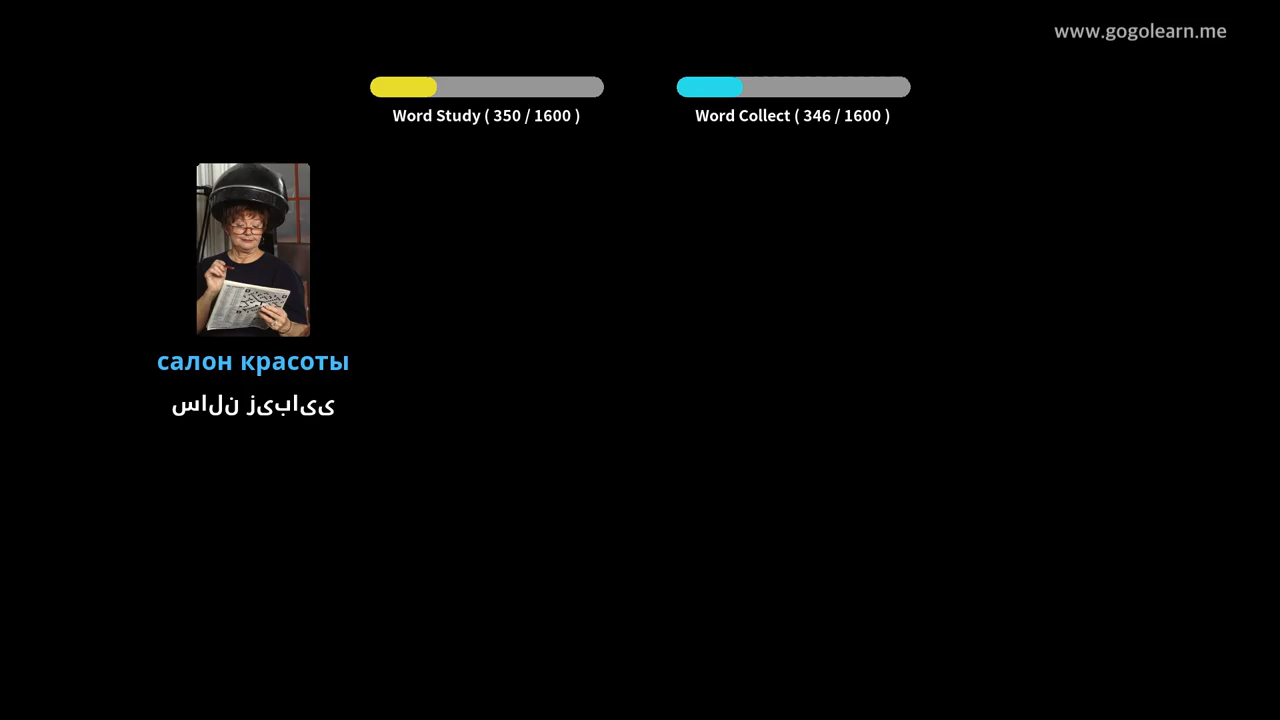 www.gogolearn.me
Word Study ( 350 / 1600 )
Word Collect ( 346 / 1600 )
салон красоты
سالن زیبایی